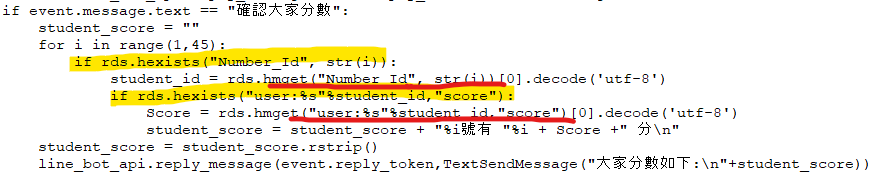 if event.message.text == "確認大家分數":
    student_score = ""
    for i in range(1,45):
        if rds.hexists("Number_Id", str(i)):
            student_id = rds.hmget("Number_Id", str(i))[0].decode('utf-8')
            if rds.hexists("user:%s"%student_id,"score"):
                Score = rds.hmget("user:%s"%student_id,"score")[0].decode('utf-8')
                student_score = student_score + "%i號有 "%i + Score +" 分\n"
    student_score = student_score.rstrip()
    line_bot_api.reply_message(event.reply_token,TextSendMessage("大家分數如下:\n"+student_score))